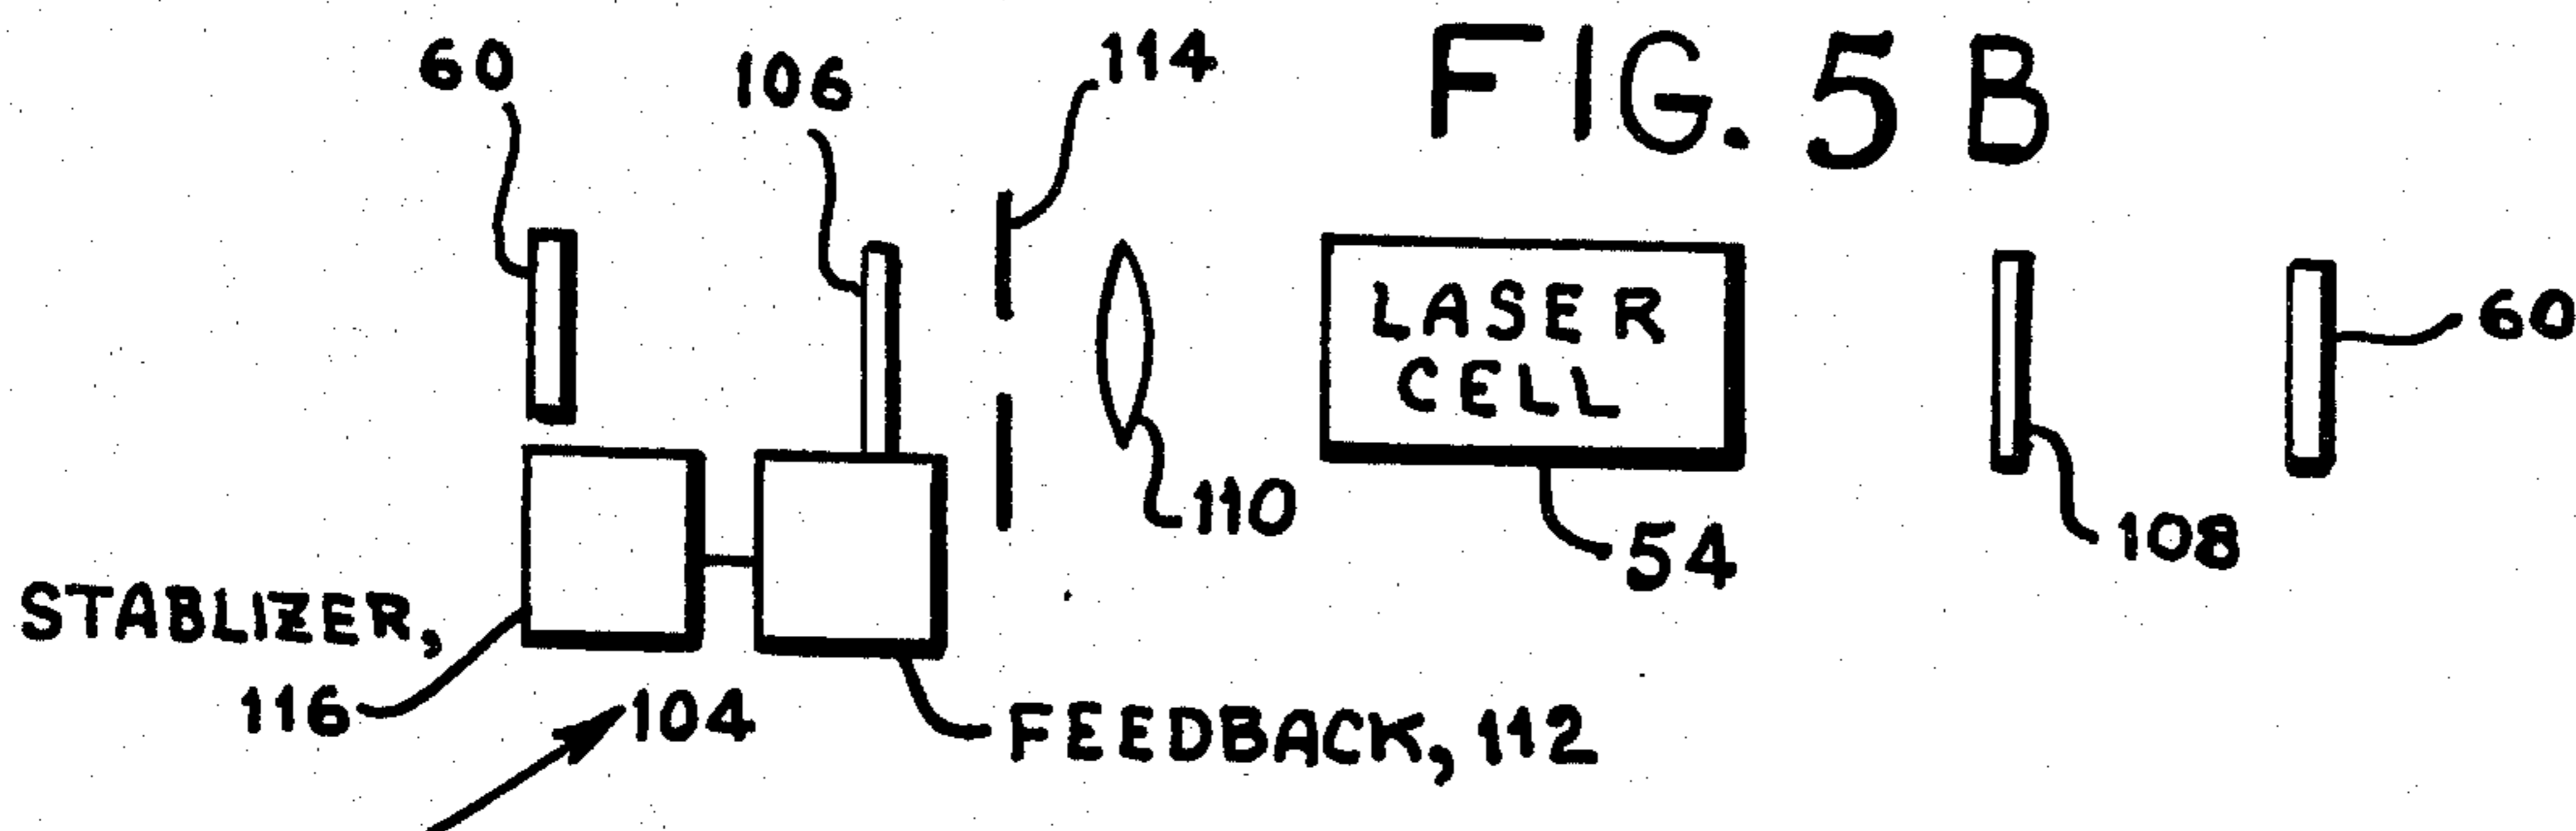 FIG. 5 B
60
106
114
LASER
CELL
60
110
54
108
STABLIZER,
116
104
FEEDBACK, 112